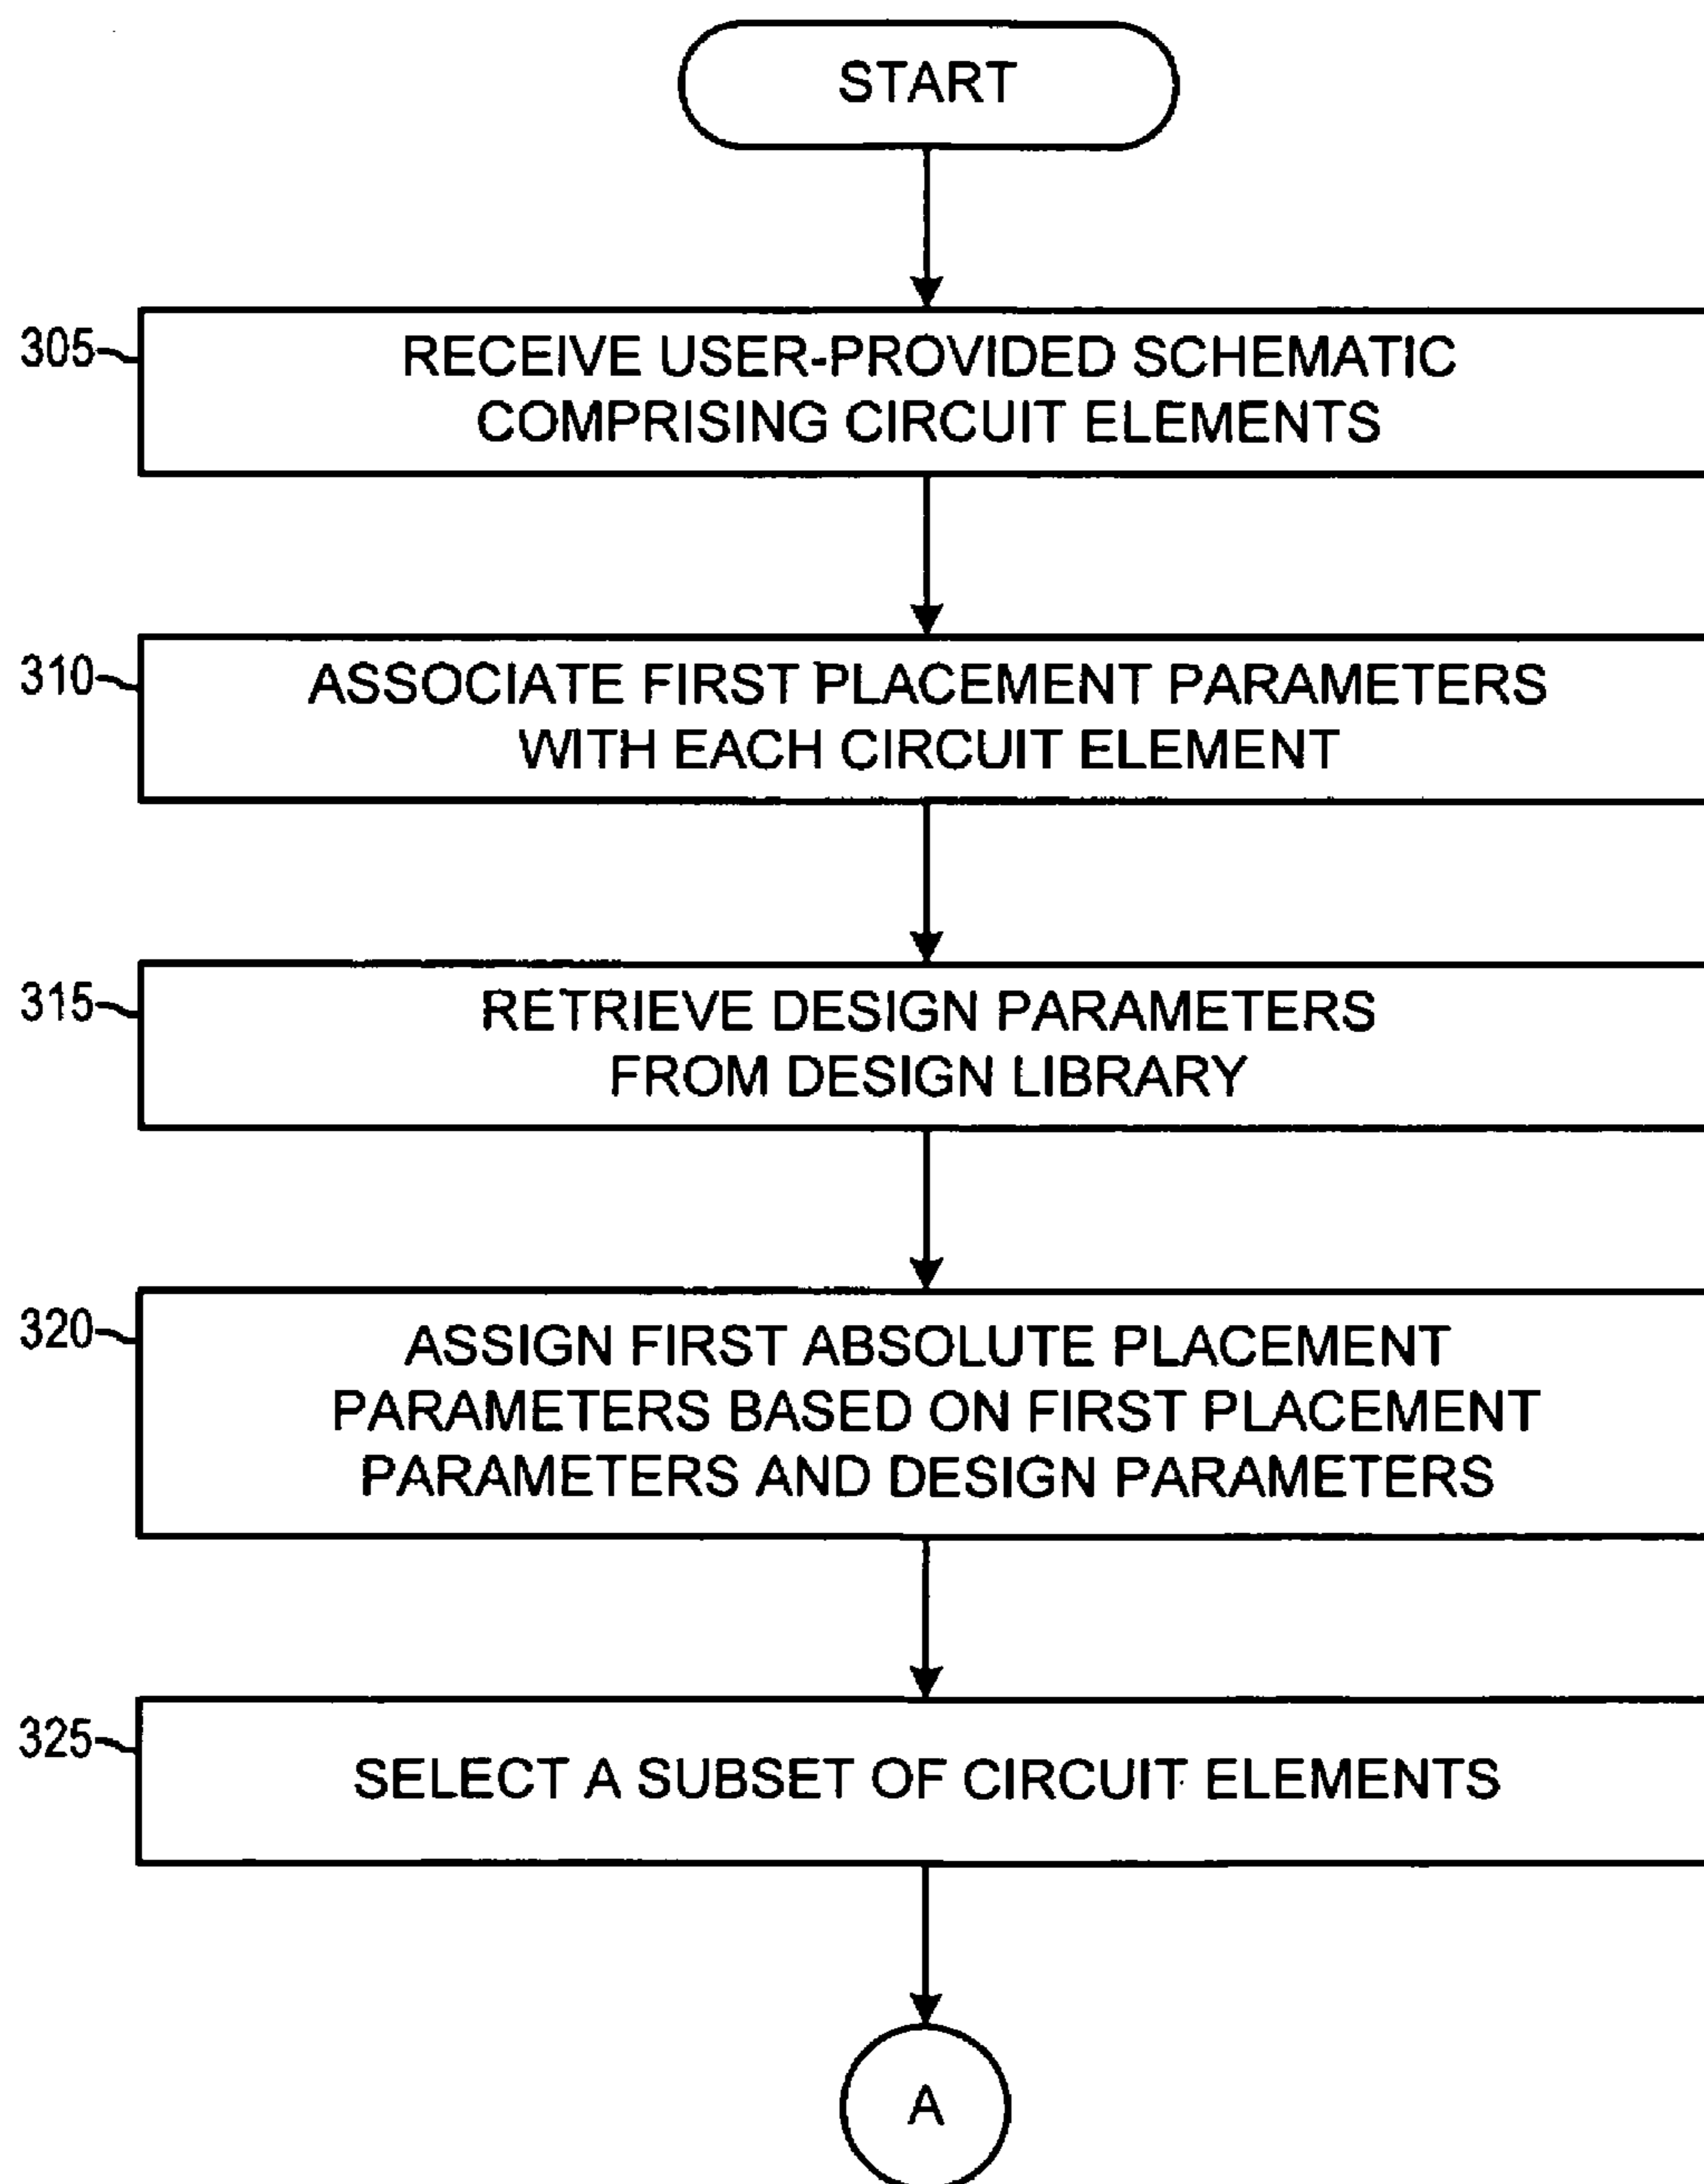 START
305
RECEIVE USER-PROVIDED SCHEMATIC
COMPRISING CIRCUIT ELEMENTS
310
ASSOCIATE FIRST PLACEMENT PARAMETERS
WITH EACH CIRCUIT ELEMENT
315
RETRIEVE DESIGN PARAMETERS
FROM DESIGN LIBRARY
320
ASSIGN FIRST ABSOLUTE PLACEMENT
PARAMETERS BASED ON FIRST PLACEMENT
PARAMETERS AND DESIGN PARAMETERS
325
SELECT A SUBSET OF CIRCUIT ELEMENTS
A